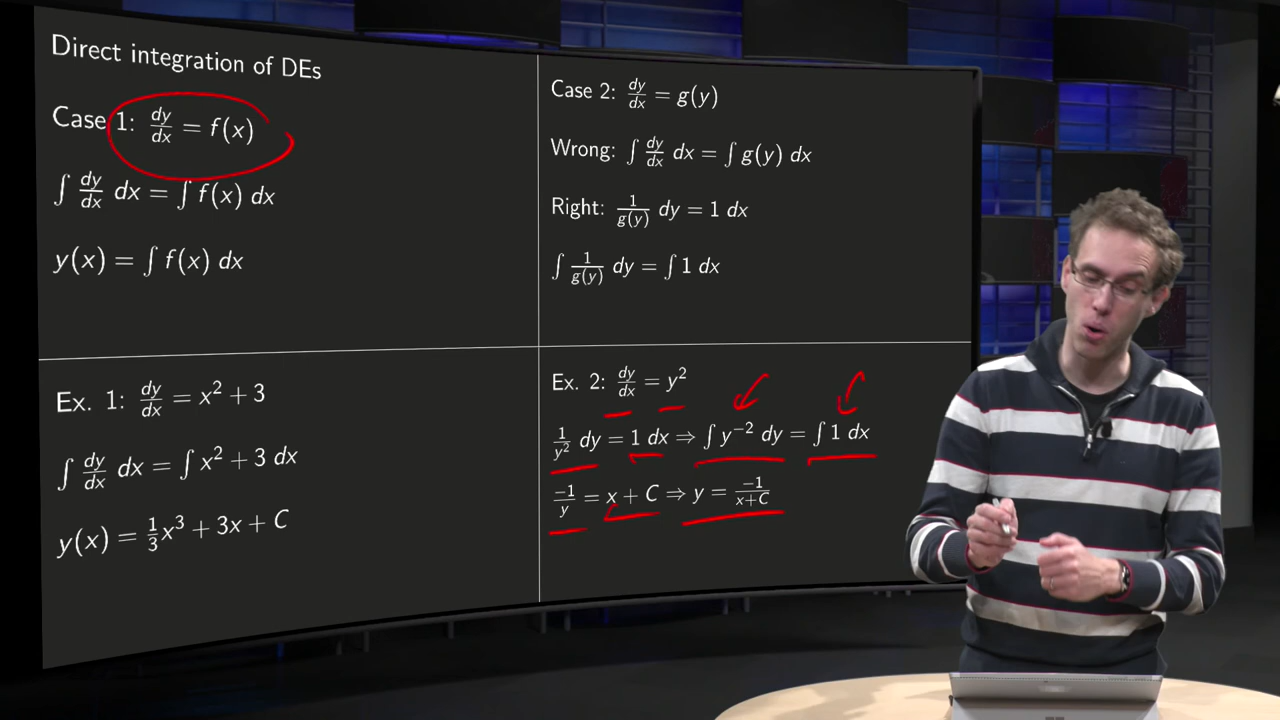 Direct integration of DEs
Case 1: dy/dx = f(x)
∫ dy/dx dx = ∫ f(x) dx
y(x) = ∫ f(x) dx
Case 2: dy/dx = g(y)
Wrong: ∫ dy/dx dx = ∫ g(y) dx
Right: 1/g(y) dy = 1 dx
∫ 1/g(y) dy = ∫ 1 dx
Ex. 1: dy/dx = x² + 3
∫ dy/dx dx = ∫ x² + 3 dx
y(x) = 1/3 x³ + 3x + C
Ex. 2: dy/dx = y²
1/y² dy = 1 dx ⇒ ∫ y⁻² dy = ∫ 1 dx
-1/y = x + C ⇒ y = -1/(x+C)